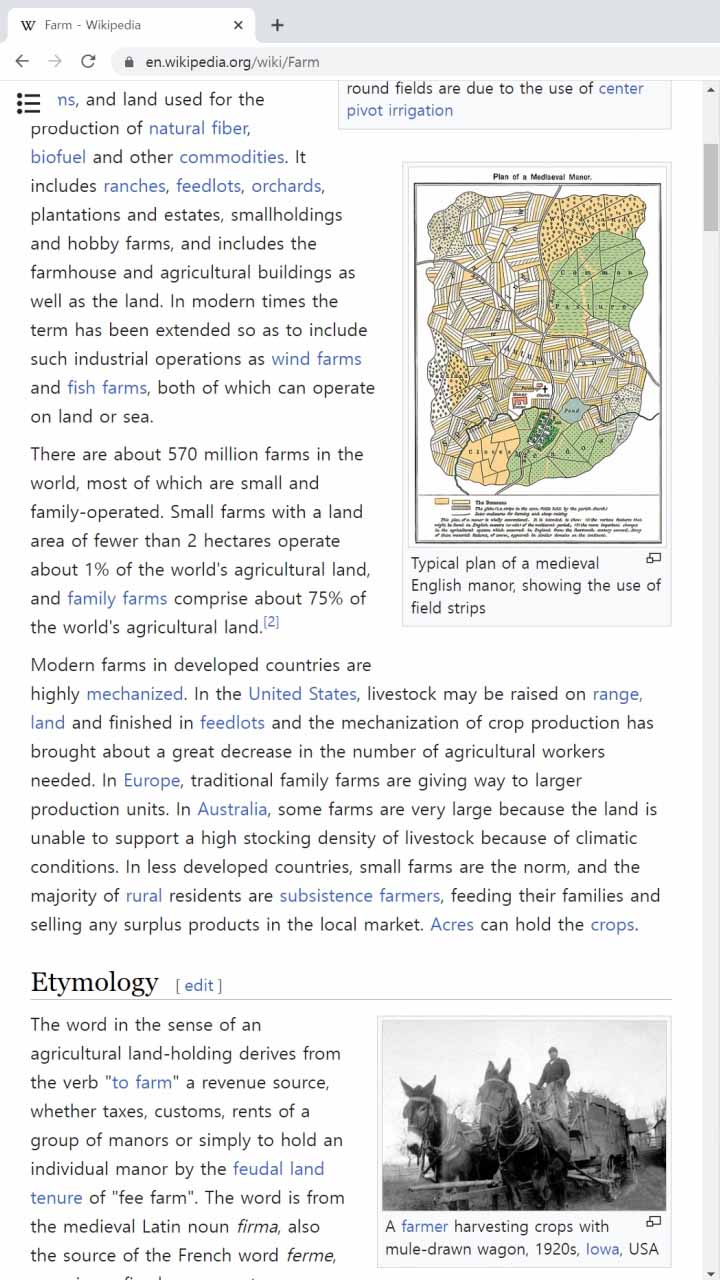 Farm - Wikipedia
en.wikipedia.org/wiki/Farm
ns, and land used for the
production of natural fiber,
biofuel and other commodities. It
includes ranches, feedlots, orchards,
plantations and estates, smallholdings
and hobby farms, and includes the
farmhouse and agricultural buildings as
well as the land. In modern times the
term has been extended so as to include
such industrial operations as wind farms
and fish farms, both of which can operate
on land or sea.
There are about 570 million farms in the
world, most of which are small and
family-operated. Small farms with a land
area of fewer than 2 hectares operate
about 1% of the world's agricultural land,
and family farms comprise about 75% of
the world's agricultural land.[2]
round fields are due to the use of center
pivot irrigation
Plan of a Mediaeval Manor.
Common
Pasture
Pond
Close
The Demesne
Typical plan of a medieval
English manor, showing the use of
field strips
Modern farms in developed countries are
highly mechanized. In the United States, livestock may be raised on range,
land and finished in feedlots and the mechanization of crop production has
brought about a great decrease in the number of agricultural workers
needed. In Europe, traditional family farms are giving way to larger
production units. In Australia, some farms are very large because the land is
unable to support a high stocking density of livestock because of climatic
conditions. In less developed countries, small farms are the norm, and the
majority of rural residents are subsistence farmers, feeding their families and
selling any surplus products in the local market. Acres can hold the crops.
Etymology [ edit ]
The word in the sense of an
agricultural land-holding derives from
the verb "to farm" a revenue source,
whether taxes, customs, rents of a
group of manors or simply to hold an
individual manor by the feudal land
tenure of "fee farm". The word is from
the medieval Latin noun firma, also
the source of the French word ferme,
A farmer harvesting crops with
mule-drawn wagon, 1920s, Iowa, USA